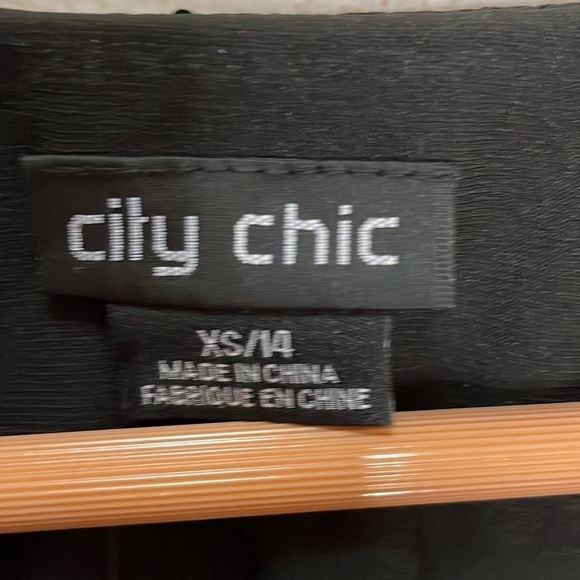 city chic
XS/14
MADE IN CHINA
FABRIQUE EN CHINE